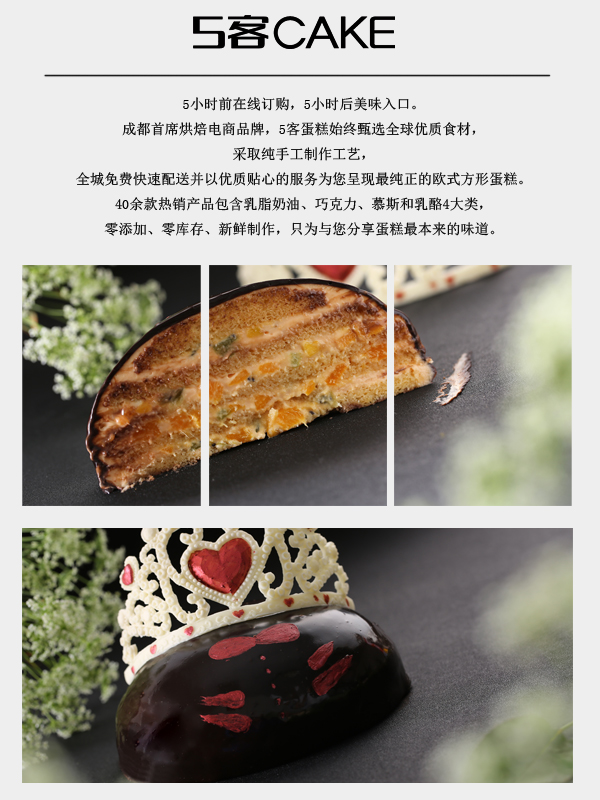 5客CAKE
5小时前在线订购，5小时后美味入口。
成都首席烘焙电商品牌，5客蛋糕始终甄选全球优质食材，
采取纯手工制作工艺，
全城免费快速配送并以优质贴心的服务为您呈现最纯正的欧式方形蛋糕。
40余款热销产品包含乳脂奶油、巧克力、慕斯和乳酪4大类，
零添加、零库存、新鲜制作，只为与您分享蛋糕最本来的味道。